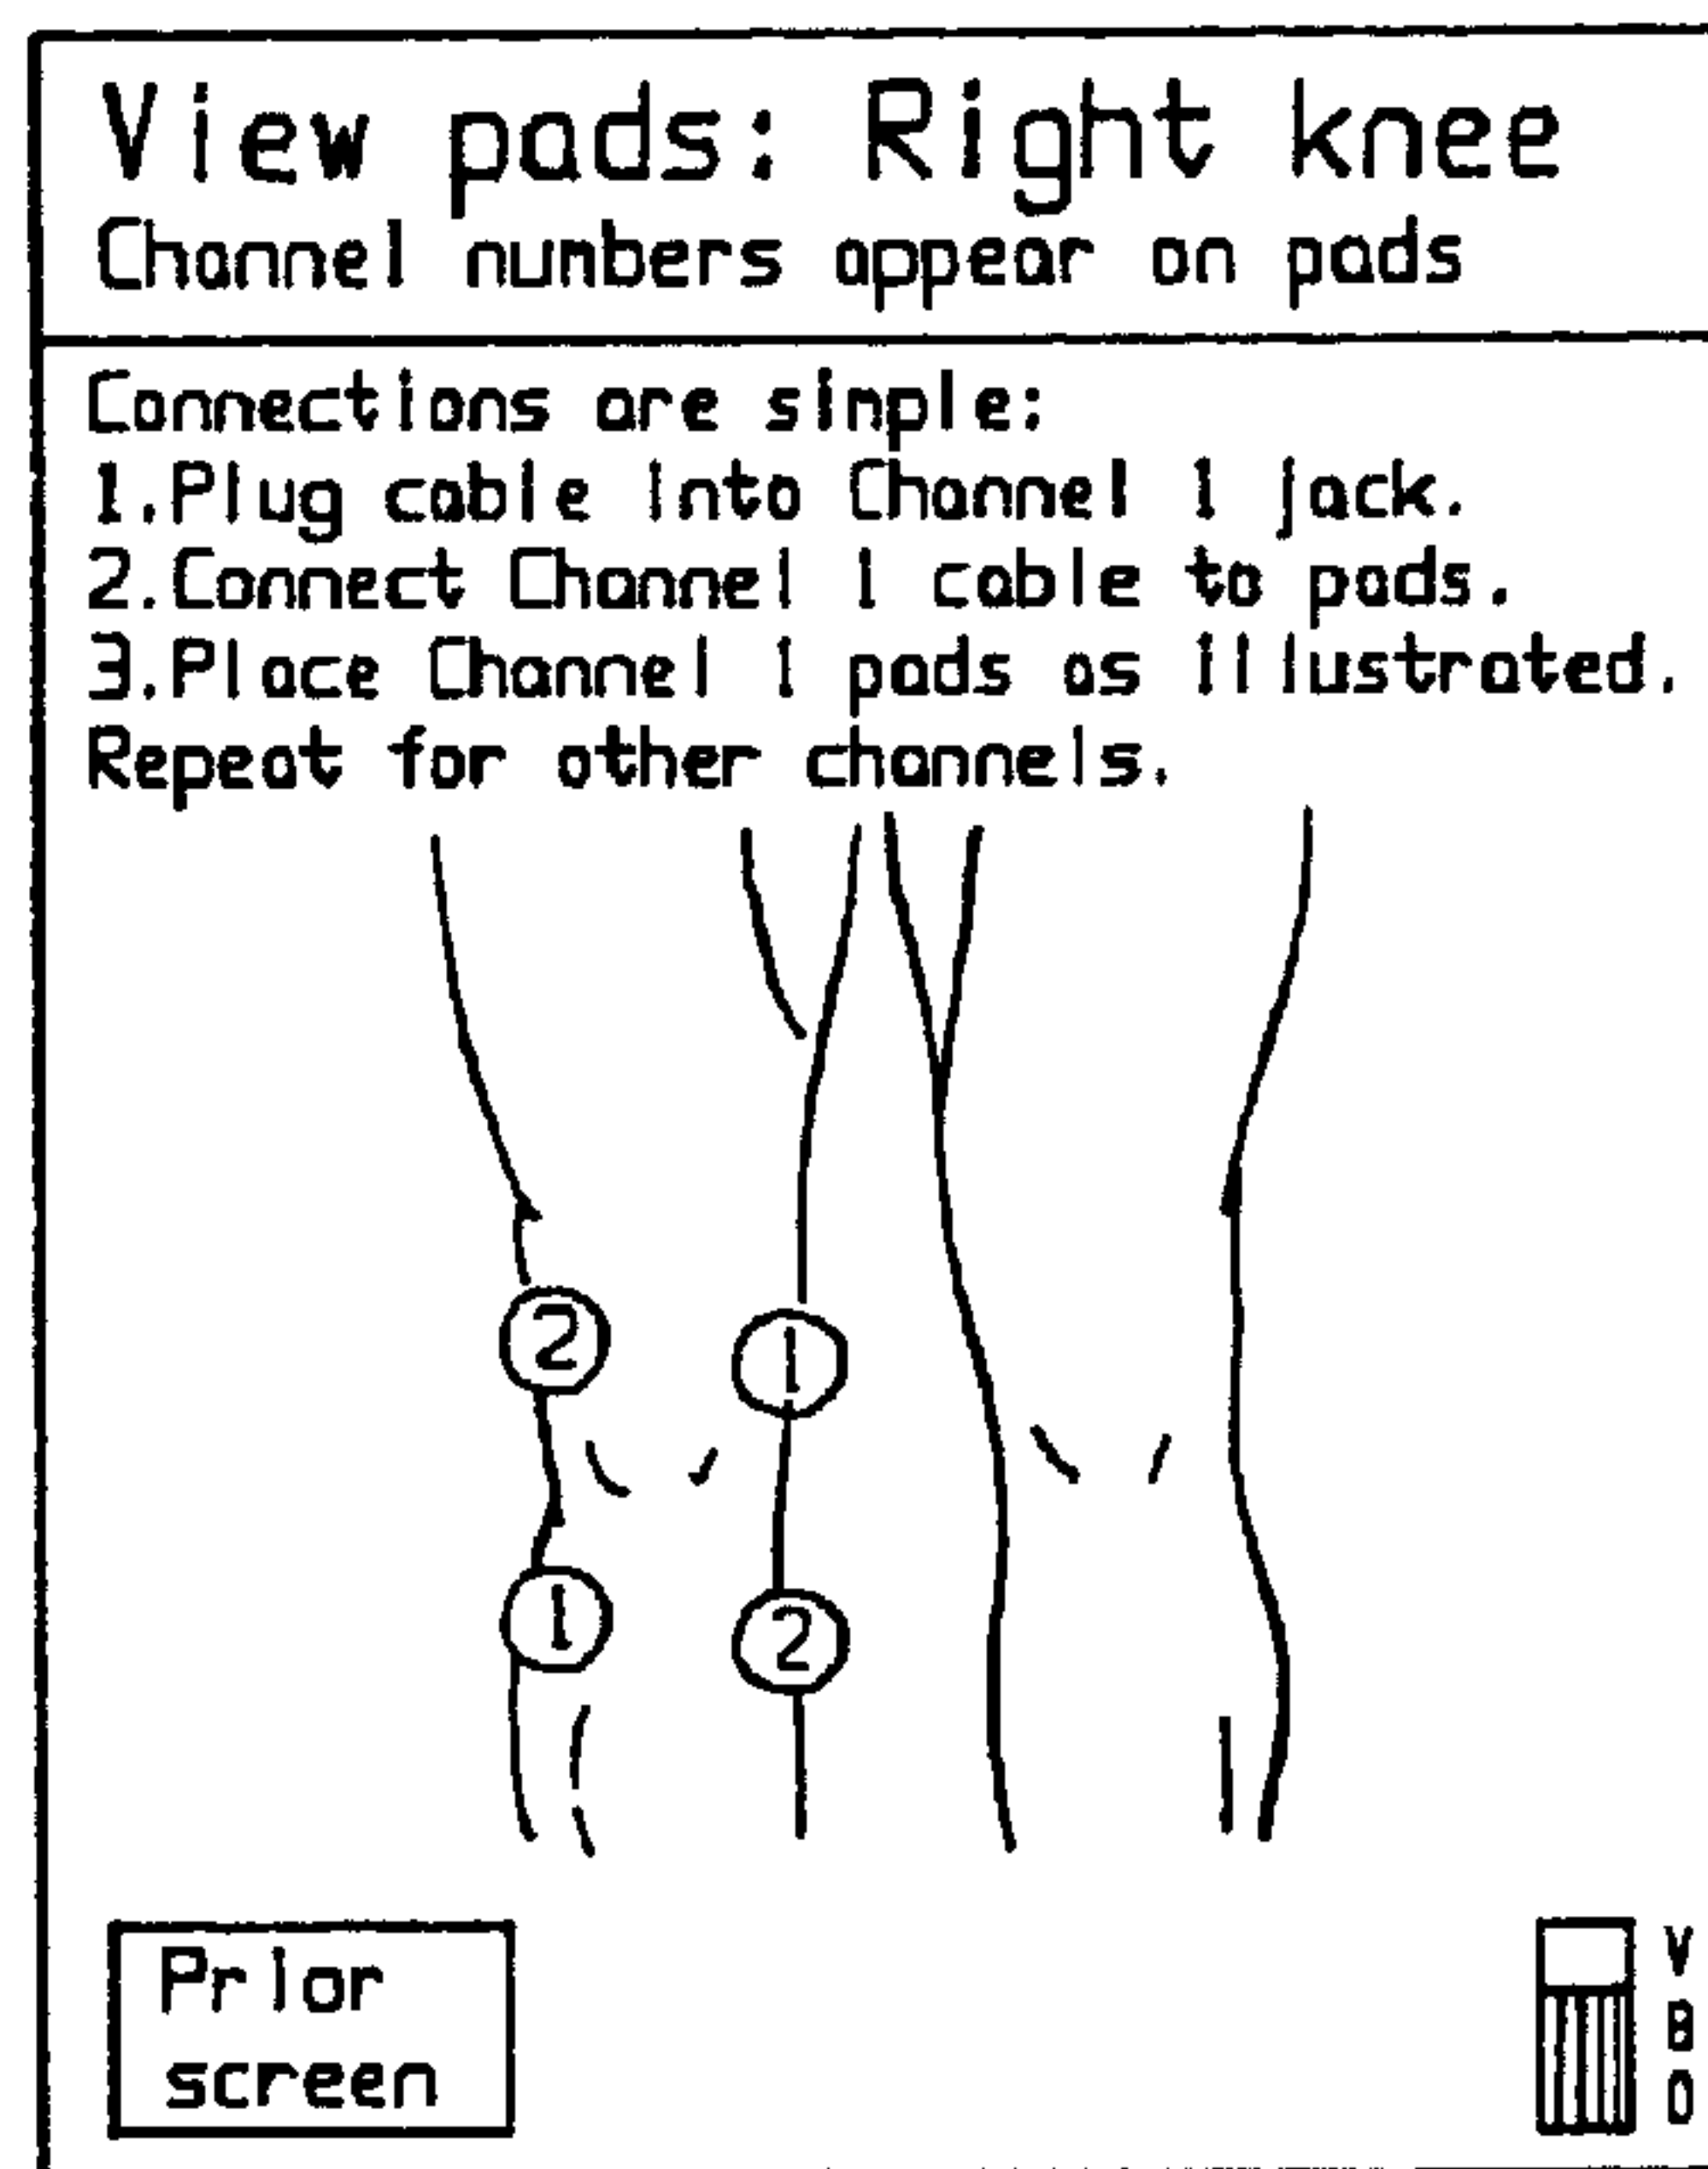 View pads: Right knee
Channel numbers appear on pads
Connections are simple:
1.Plug cable into Channel 1 jack.
2.Connect Channel 1 cable to pads.
3.Place Channel 1 pads as illustrated.
Repeat for other channels.
2
1
1
2
Prior
screen
V
8
0